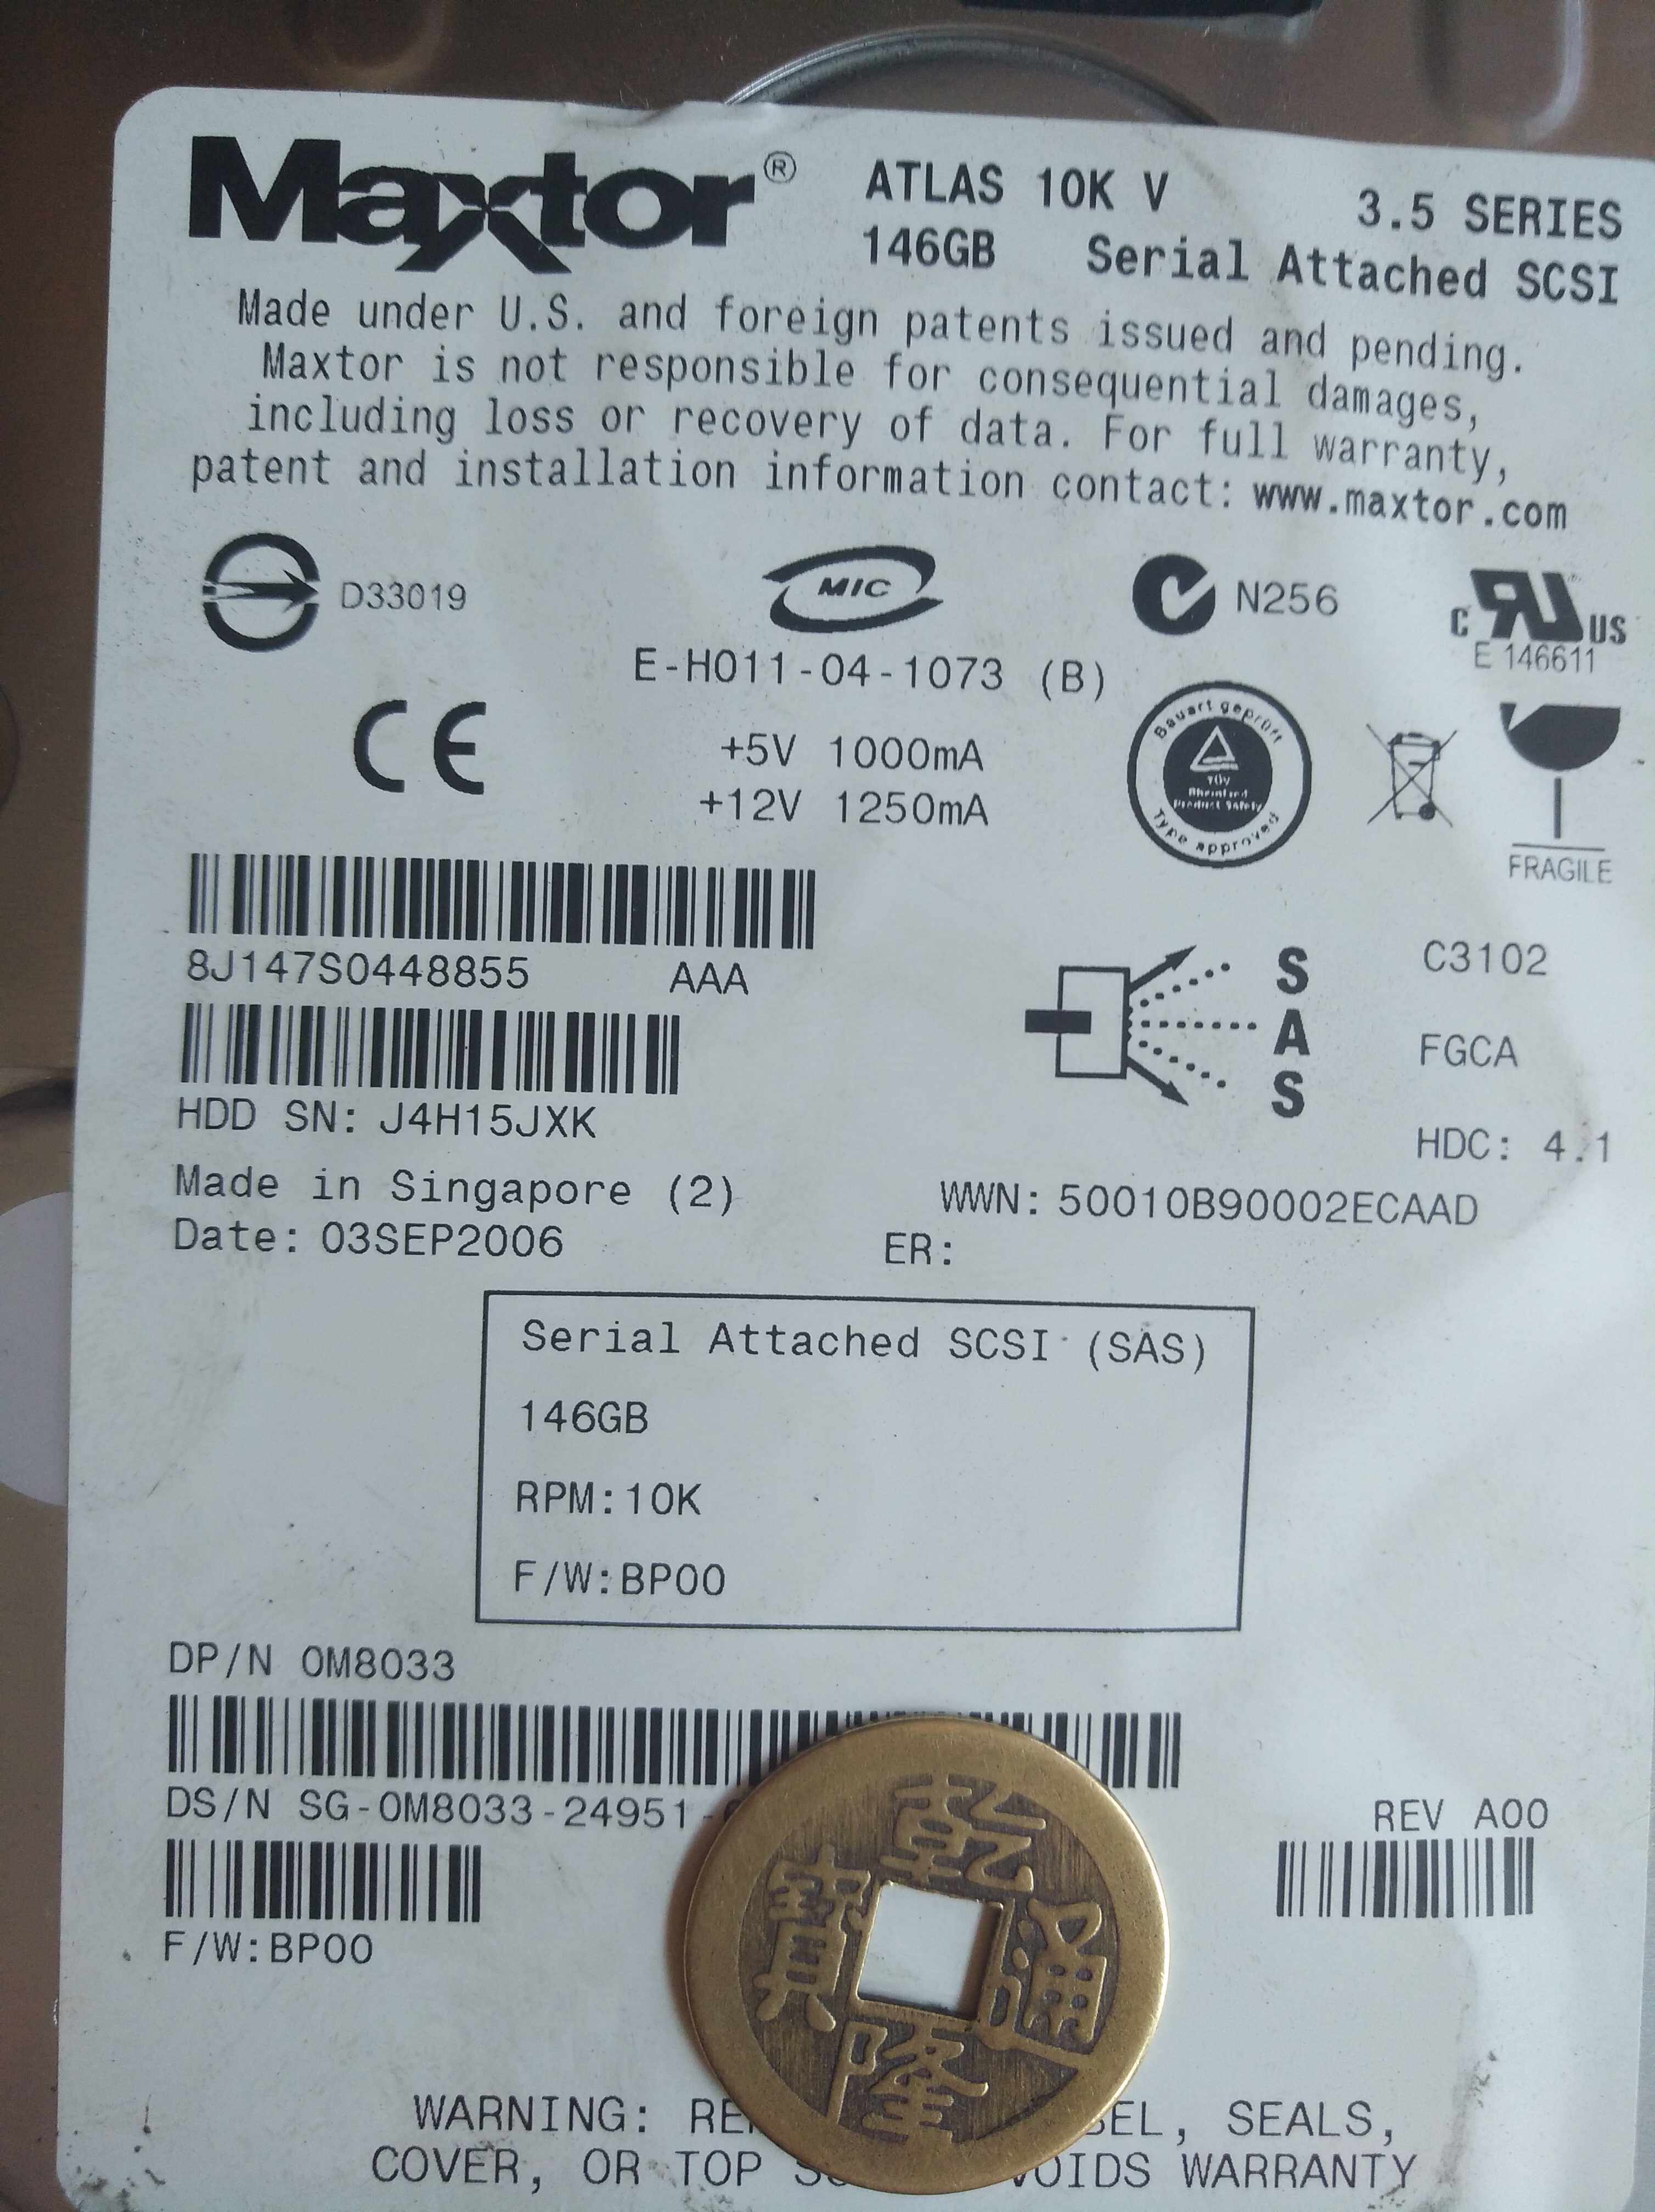 Maxtor® ATLAS 10K V 3.5 SERIES
146GB Serial Attached SCSI
Made under U.S. and foreign patents issued and pending.
Maxtor is not responsible for consequential damages,
including loss or recovery of data. For full warranty,
patent and installation information contact: www.maxtor.com
D33019
MIC
N256
C RU US
E 146611
E-H011-04-1073 (B)
CE
+5V 1000mA
+12V 1250mA
Bauart geprüft
TÜV
Rheinland
Product Safety
Type approved
FRAGILE
8J147S0448855 AAA
SAS
C3102
FGCA
HDC: 4.1
HDD SN: J4H15JXK
Made in Singapore (2)
WWN: 50010B90002ECAAD
Date: 03SEP2006
ER:
Serial Attached SCSI (SAS)
146GB
RPM:10K
F/W:BP00
DP/N 0M8033
DS/N SG-0M8033-24951-
REV A00
F/W:BP00
乾隆通寶
WARNING: SEALS,
COVER, OR TOP WARRANTY